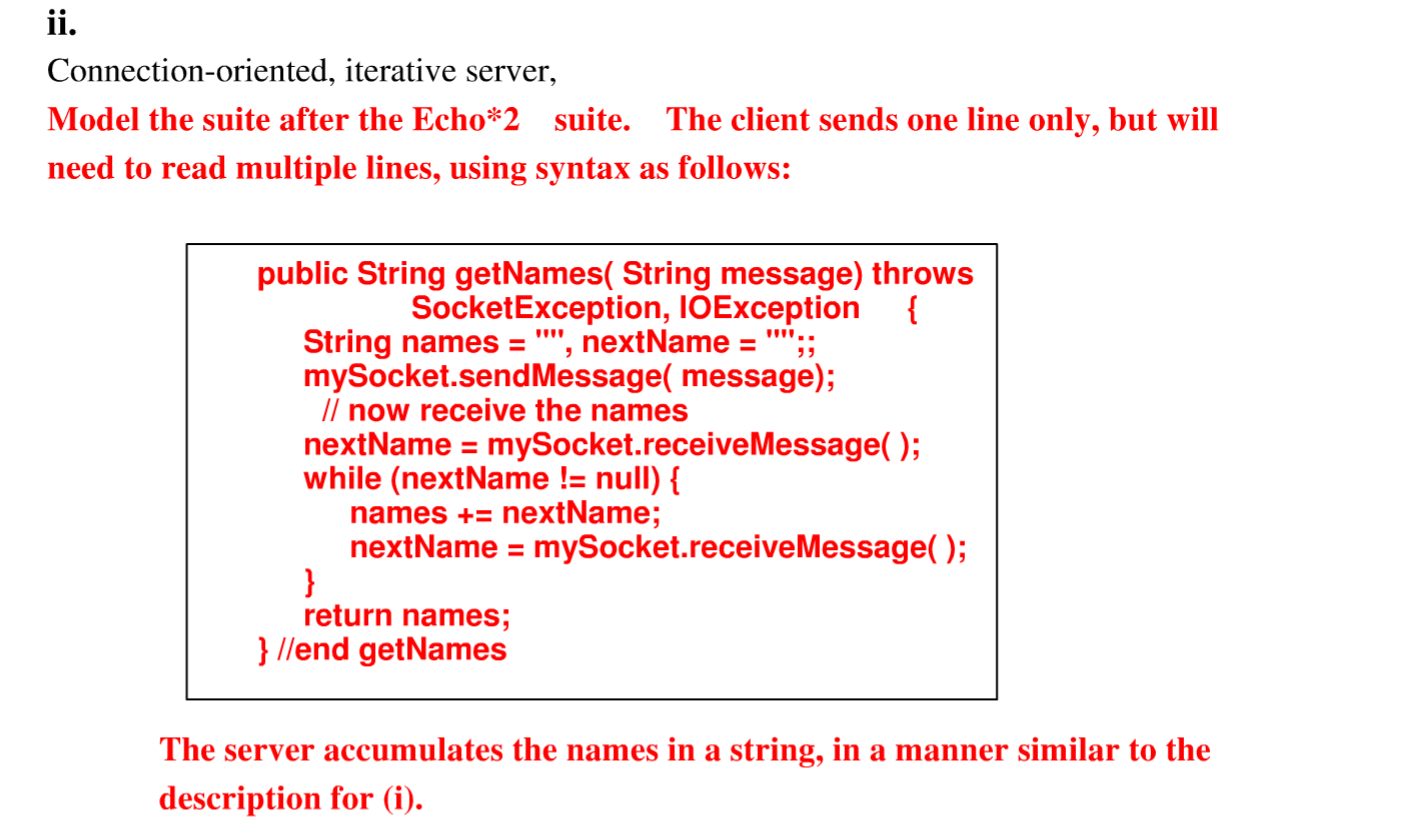 ii.
Connection-oriented, iterative server,
Model the suite after the Echo*2 suite. The client sends one line only, but will
need to read multiple lines, using syntax as follows:
public String getNames( String message) throws
SocketException, IOException {
String names = "", nextName = "";;
mySocket.sendMessage( message);
// now receive the names
nextName = mySocket.receiveMessage( );
while (nextName != null) {
names += nextName;
nextName = mySocket.receiveMessage( );
}
return names;
} //end getNames
The server accumulates the names in a string, in a manner similar to the
description for (i).